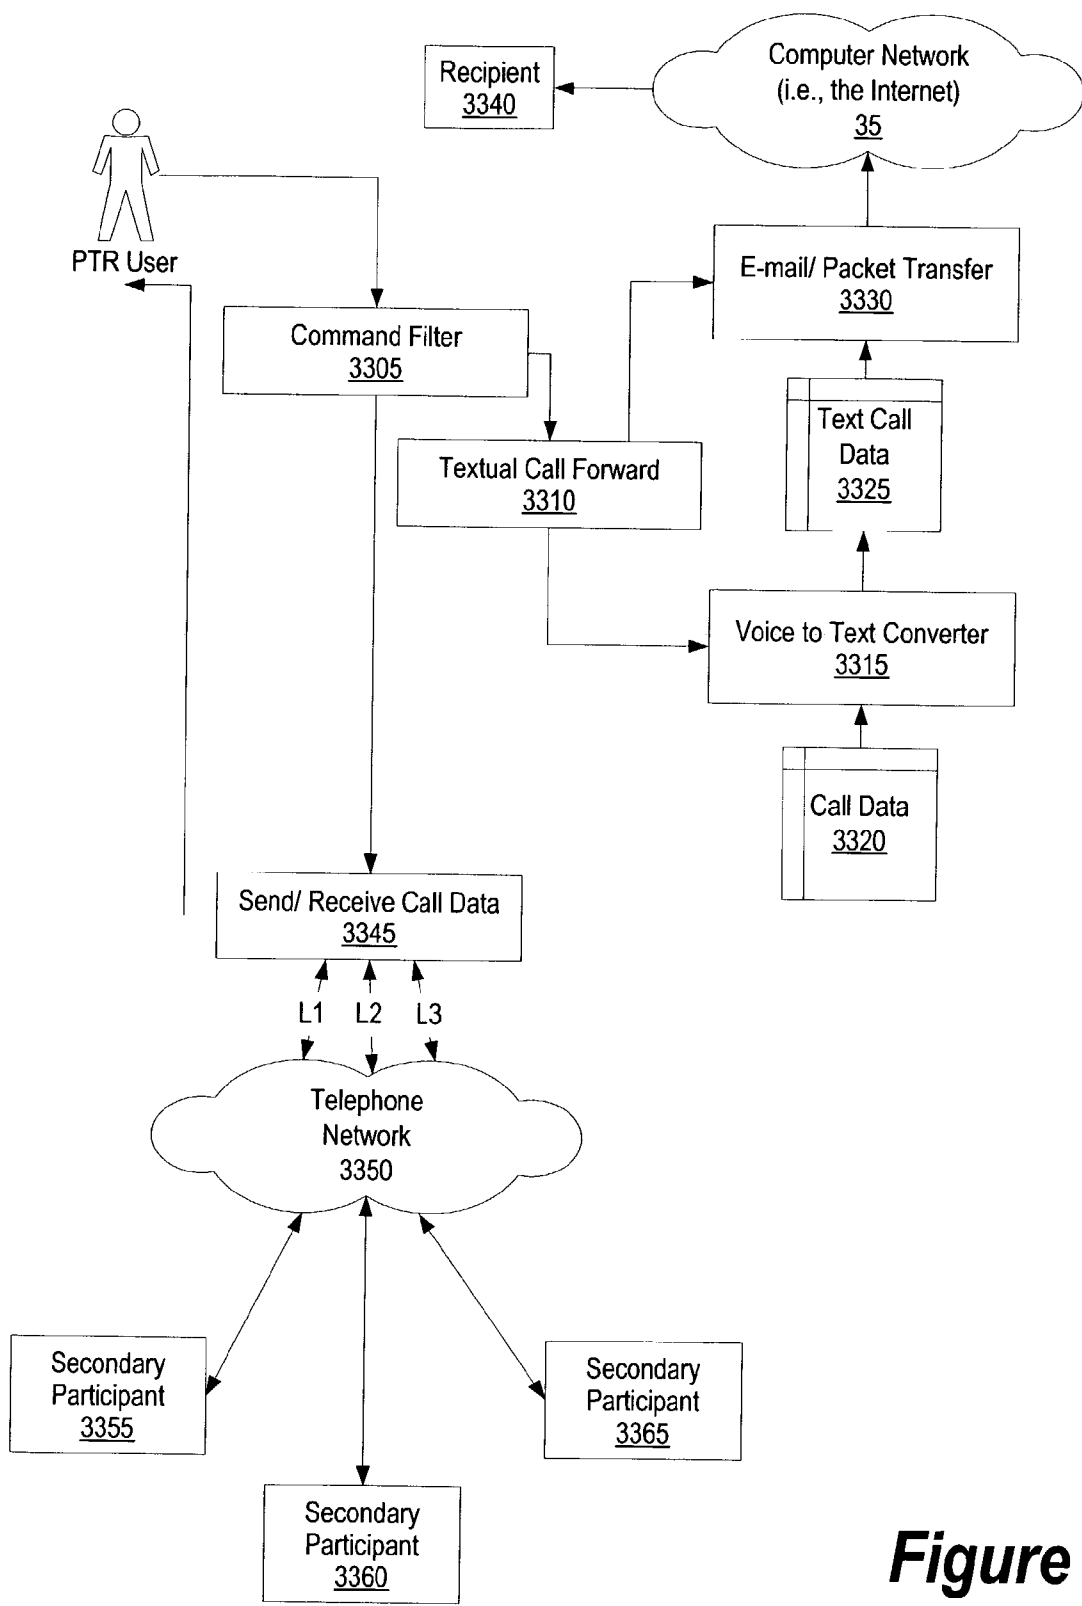 Computer Network
(i.e., the Internet)
35
Recipient
3340
PTR User
E-mail/ Packet Transfer
3330
Command Filter
3305
Text Call
Data
3325
Textual Call Forward
3310
Voice to Text Converter
3315
Call Data
3320
Send/ Receive Call Data
3345
L1 L2 L3
Telephone
Network
3350
Secondary
Participant
3355
Secondary
Participant
3365
Secondary
Participant
3360
Figure